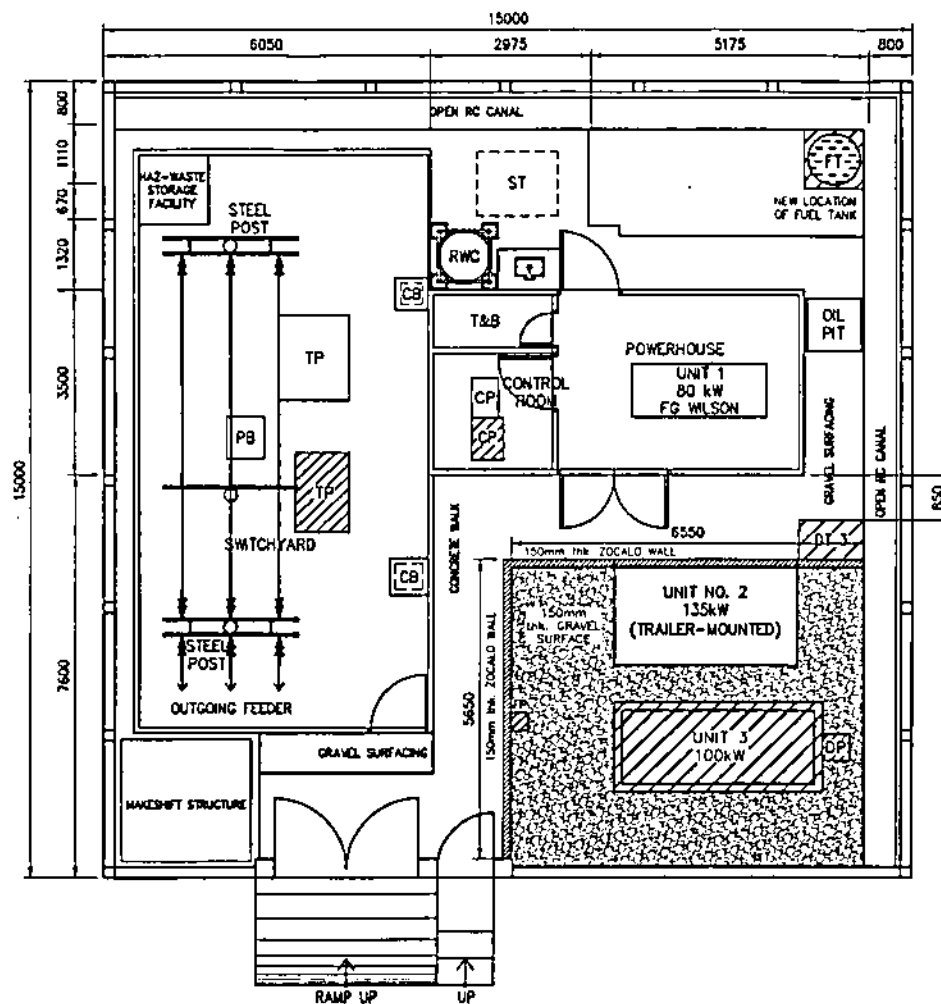 15000
6050
2975
5175
800
800
1110
670
1320
3500
7600
15000
OPEN RC CANAL
HAZ-WASTE
STORAGE
FACILITY
STEEL
POST
ST
FT
NEW LOCATION
OF FUEL TANK
RWC
CB
T&B
OIL
PIT
TP
POWERHOUSE
UNIT 1
80 kW
FG WILSON
CONTROL
ROOM
CP
CP
PB
TP
GRAVEL SURFACING
OPEN RC CANAL
850
SWITCHYARD
CONCRETE WALK
6550
DT 3
150mm thk. ZOCALO WALL
CB
UNIT NO. 2
135kW
(TRAILER-MOUNTED)
150mm
thk. GRAVEL
SURFACE
STEEL
POST
5650
150mm thk. ZOCALO WALL
OUTGOING FEEDER
UNIT 3
100kW
DP
GRAVEL SURFACING
MAKESHIFT STRUCTURE
RAMP UP
UP